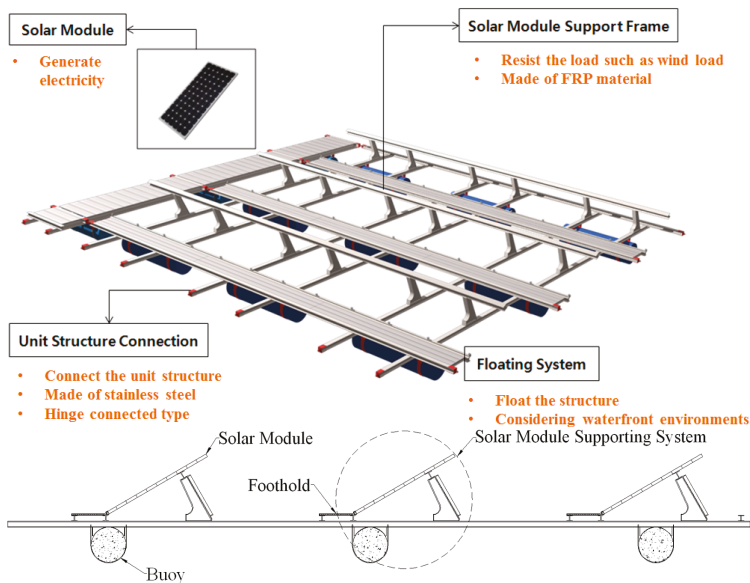 Solar Module
• Generate
electricity
Solar Module Support Frame
• Resist the load such as wind load
• Made of FRP material
Unit Structure Connection
• Connect the unit structure
• Made of stainless steel
• Hinge connected type
Floating System
• Float the structure
• Considering waterfront environments
Solar Module
Solar Module Supporting System
Foothold
Buoy